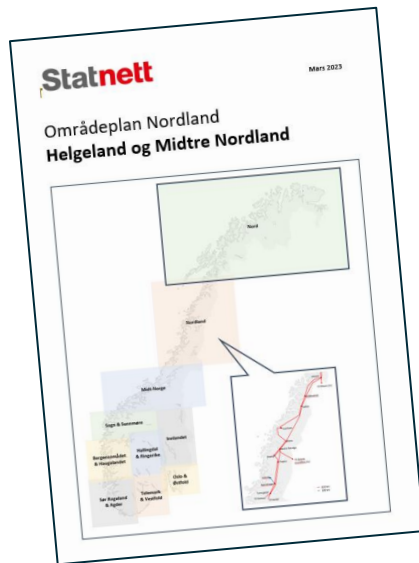 Statnett
Mars 2023
Områdeplan Nordland
Helgeland og Midtre Nordland
Nord
Nordland
Midt-Norge
Sogn & Sunnmøre
Innlandet
Bergensområdet
& Haugalandet
Hallingdal
& Ringerike
Oslo &
Østfold
Sør Rogaland
& Agder
Telemark
& Vestfold